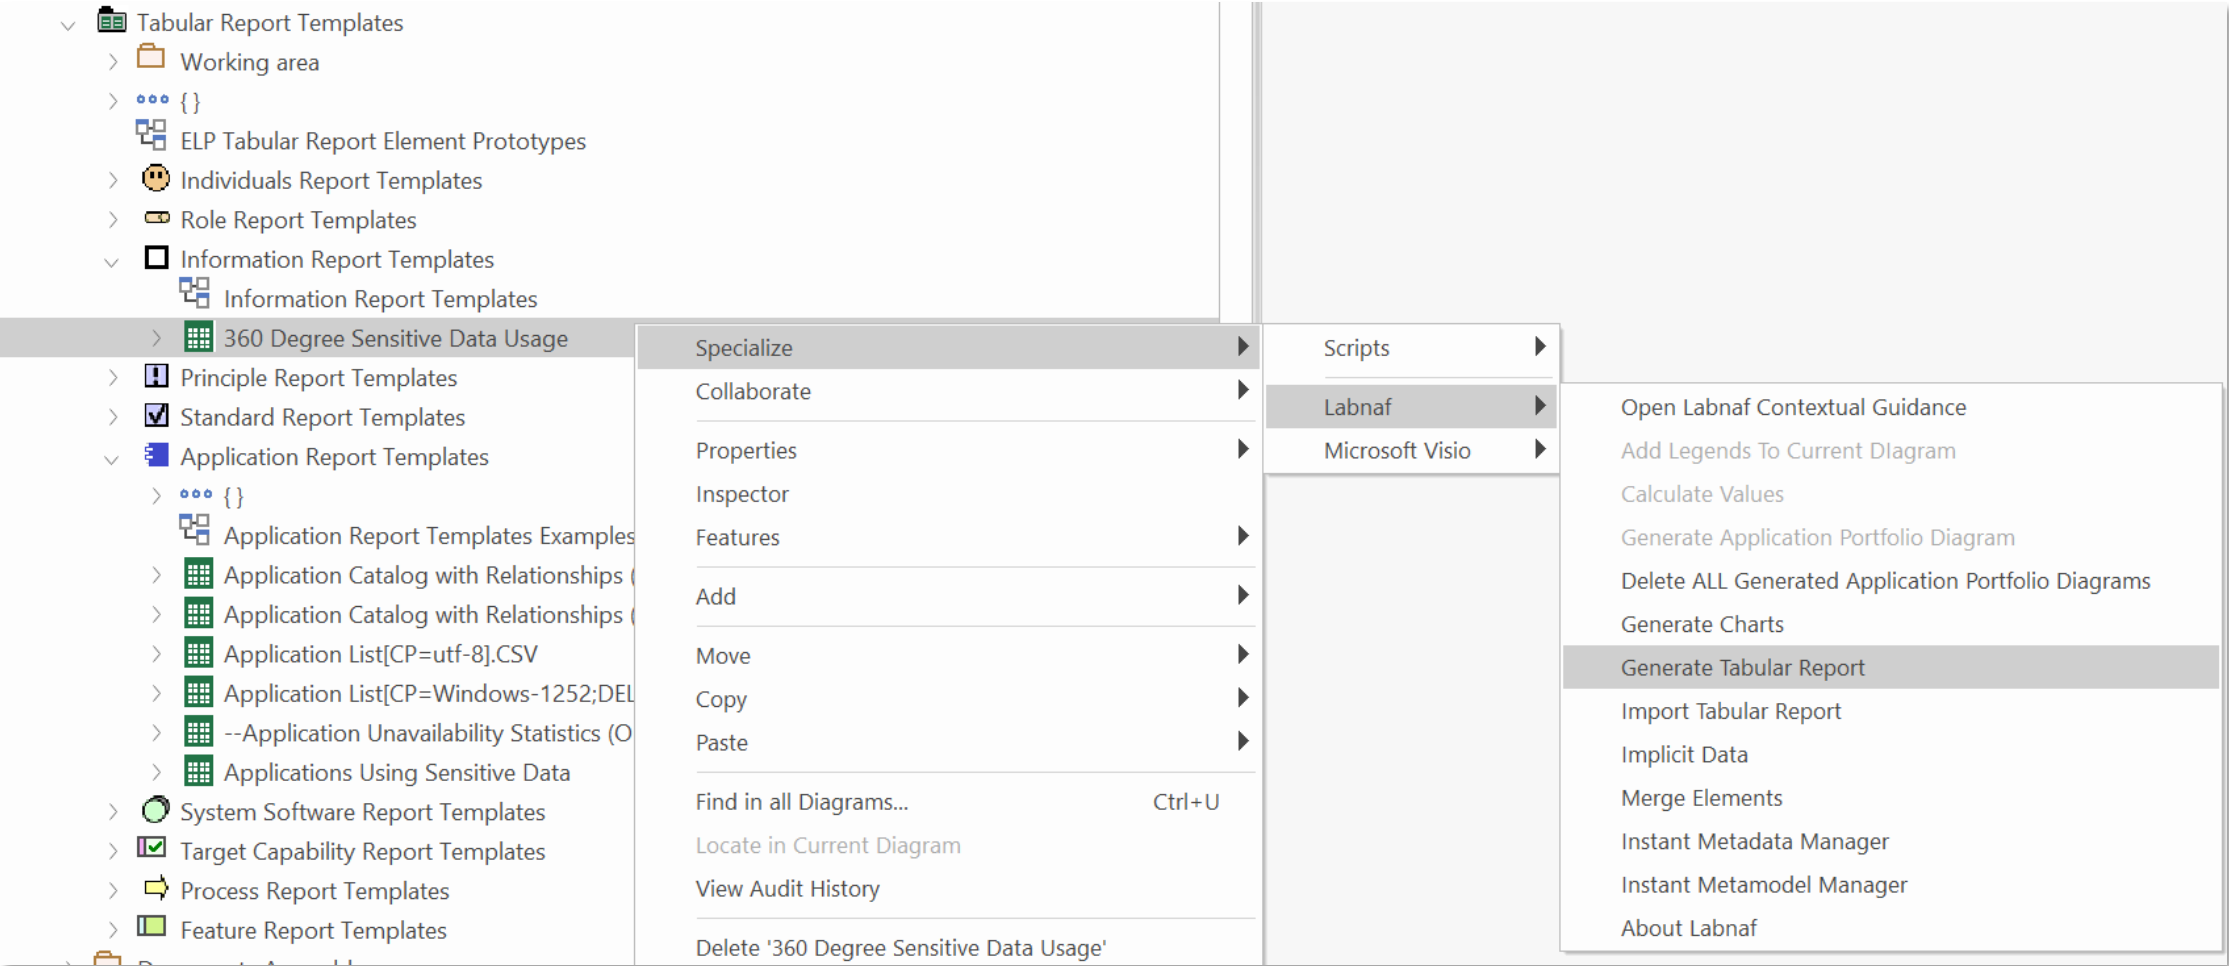 Tabular Report Templates
Working area
{}
ELP Tabular Report Element Prototypes
Individuals Report Templates
Role Report Templates
Information Report Templates
Information Report Templates
360 Degree Sensitive Data Usage
Principle Report Templates
Standard Report Templates
Application Report Templates
{}
Application Report Templates Examples
Application Catalog with Relationships (
Application Catalog with Relationships (
Application List[CP=utf-8].CSV
Application List[CP=Windows-1252;DEL
--Application Unavailability Statistics (O
Applications Using Sensitive Data
System Software Report Templates
Target Capability Report Templates
Process Report Templates
Feature Report Templates
Specialize
Collaborate
Properties
Inspector
Features
Add
Move
Copy
Paste
Find in all Diagrams... Ctrl+U
Locate in Current Diagram
View Audit History
Delete '360 Degree Sensitive Data Usage'
Scripts
Labnaf
Microsoft Visio
Open Labnaf Contextual Guidance
Add Legends To Current DIagram
Calculate Values
Generate Application Portfolio Diagram
Delete ALL Generated Application Portfolio Diagrams
Generate Charts
Generate Tabular Report
Import Tabular Report
Implicit Data
Merge Elements
Instant Metadata Manager
Instant Metamodel Manager
About Labnaf